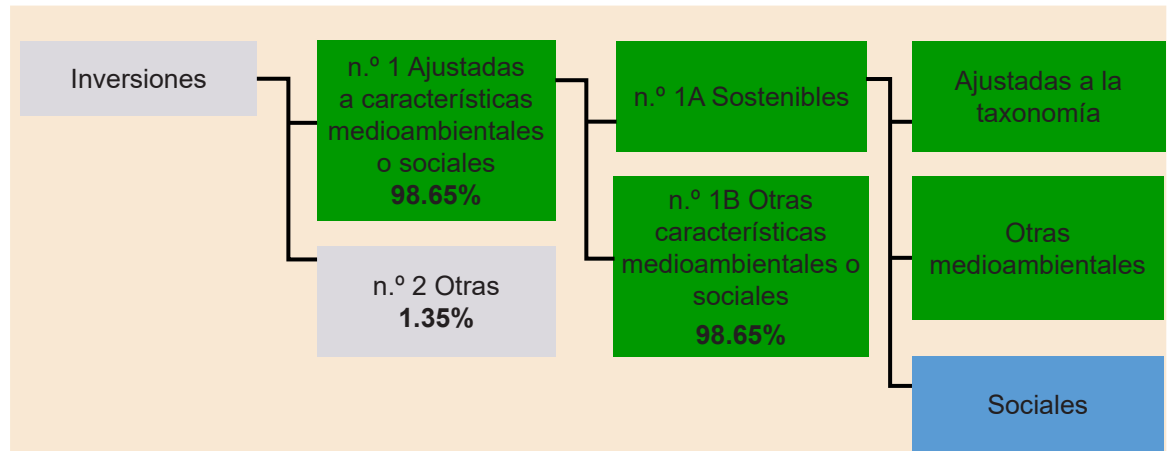 Inversiones
n.º 1 Ajustadas
a características
medioambientales
o sociales
98.65%
n.º 2 Otras
1.35%
n.º 1A Sostenibles
n.º 1B Otras
características
medioambientales o
sociales
98.65%
Ajustadas a la
taxonomía
Otras
medioambientales
Sociales